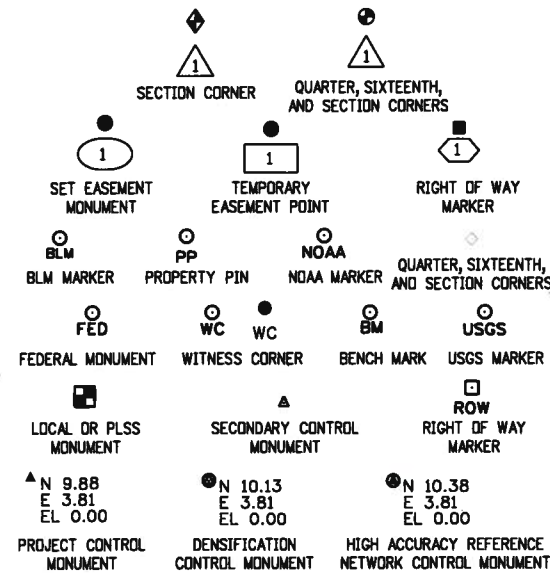 1
1
SECTION CORNER
QUARTER, SIXTEENTH,
AND SECTION CORNERS
1
1
1
SET EASEMENT
MONUMENT
TEMPORARY
EASEMENT POINT
RIGHT OF WAY
MARKER
BLM
PP
NOAA
BLM MARKER
PROPERTY PIN
NOAA MARKER
QUARTER, SIXTEENTH,
AND SECTION CORNERS
FED
WC
WC
BM
USGS
FEDERAL MONUMENT
WITNESS CORNER
BENCH MARK
USGS MARKER
ROW
LOCAL OR PLSS
MONUMENT
SECONDARY CONTROL
MONUMENT
RIGHT OF WAY
MARKER
N 9.88
E 3.81
EL 0.00
N 10.13
E 3.81
EL 0.00
N 10.38
E 3.81
EL 0.00
PROJECT CONTROL
MONUMENT
DENSIFICATION
CONTROL MONUMENT
HIGH ACCURACY REFERENCE
NETWORK CONTROL MONUMENT